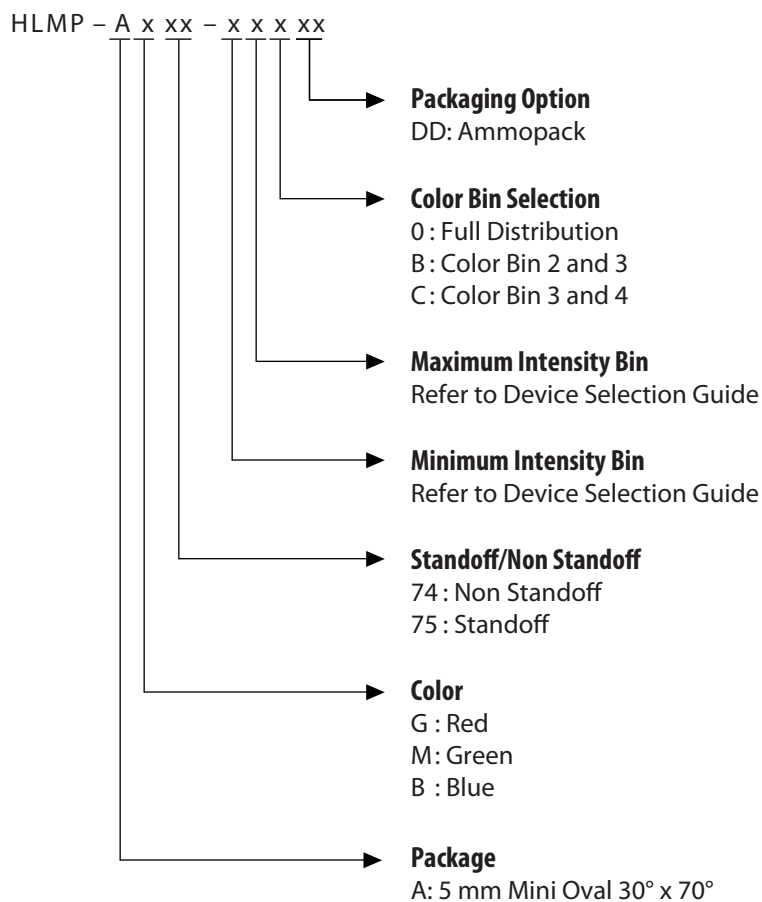 HLMP – A x xx – x x x xx
Packaging Option
DD: Ammopack
Color Bin Selection
0 : Full Distribution
B : Color Bin 2 and 3
C : Color Bin 3 and 4
Maximum Intensity Bin
Refer to Device Selection Guide
Minimum Intensity Bin
Refer to Device Selection Guide
Standoff/Non Standoff
74 : Non Standoff
75 : Standoff
Color
G : Red
M : Green
B : Blue
Package
A: 5 mm Mini Oval 30° x 70°